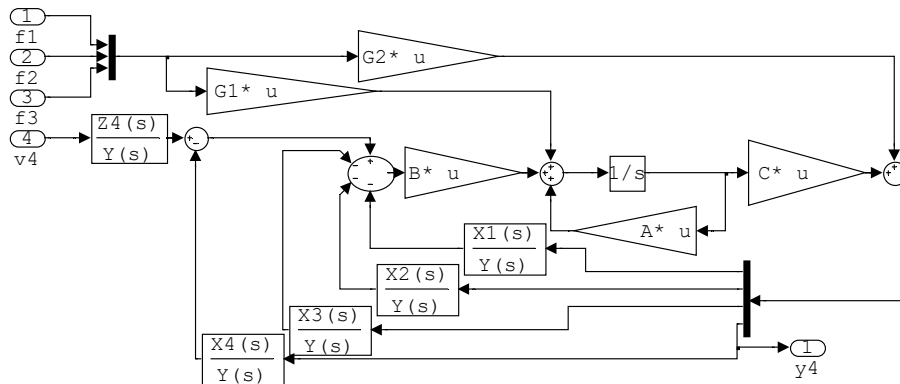 1
f1
2
f2
3
f3
4
v4
Z4(s)
Y(s)
+
-
G2* u
G1* u
-
+
-
-
B* u
+
+
+
1/s
A* u
C* u
+
+
X1(s)
Y(s)
X2(s)
Y(s)
X3(s)
Y(s)
X4(s)
Y(s)
1
y4